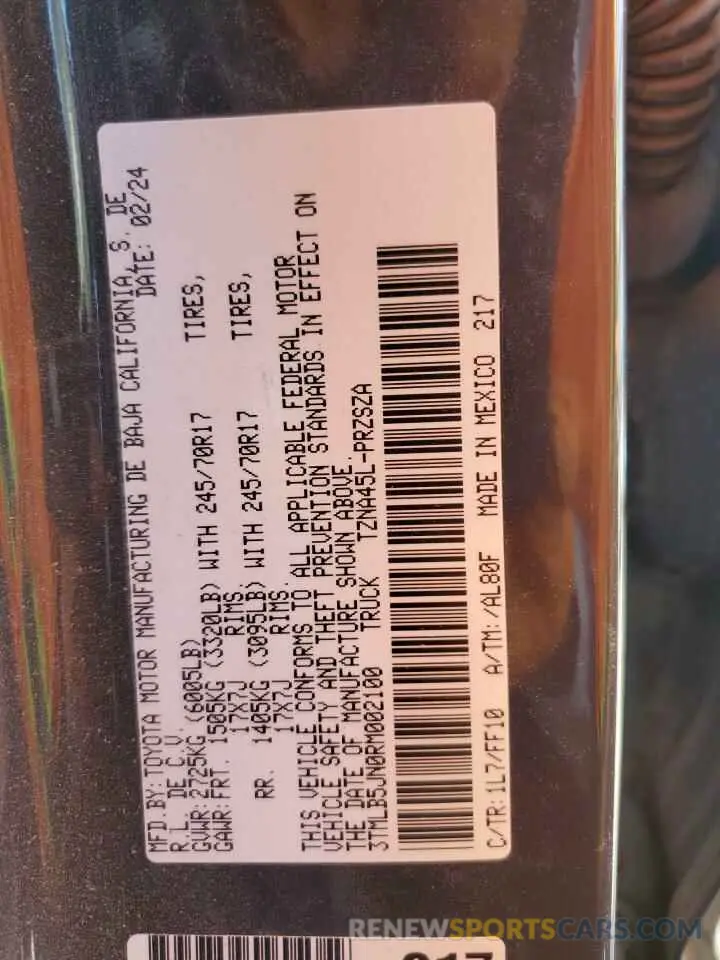 MFD.BY: TOYOTA MOTOR MANUFACTURING DE BAJA CALIFORNIA, S. DE
R.L. DE C.V. DATE: 02/24
GVWR: 2725KG (6005LB)
GAWR: FRT. 1505KG (3320LB) WITH 245/70R17 TIRES,
17X7J RIMS
RR. 1405KG (3095LB) WITH 245/70R17 TIRES,
17X7J RIMS.
THIS VEHICLE CONFORMS TO ALL APPLICABLE FEDERAL MOTOR
VEHICLE SAFETY AND THEFT PREVENTION STANDARDS IN EFFECT ON
THE DATE OF MANUFACTURE SHOWN ABOVE.
3TMLB5JN0RM002100 TRUCK TZNA45L-PRZSZA
C/TR: 1L7/FF10 A/TM: /AL80F MADE IN MEXICO 217
217
RENEWSPORTSCARS.COM